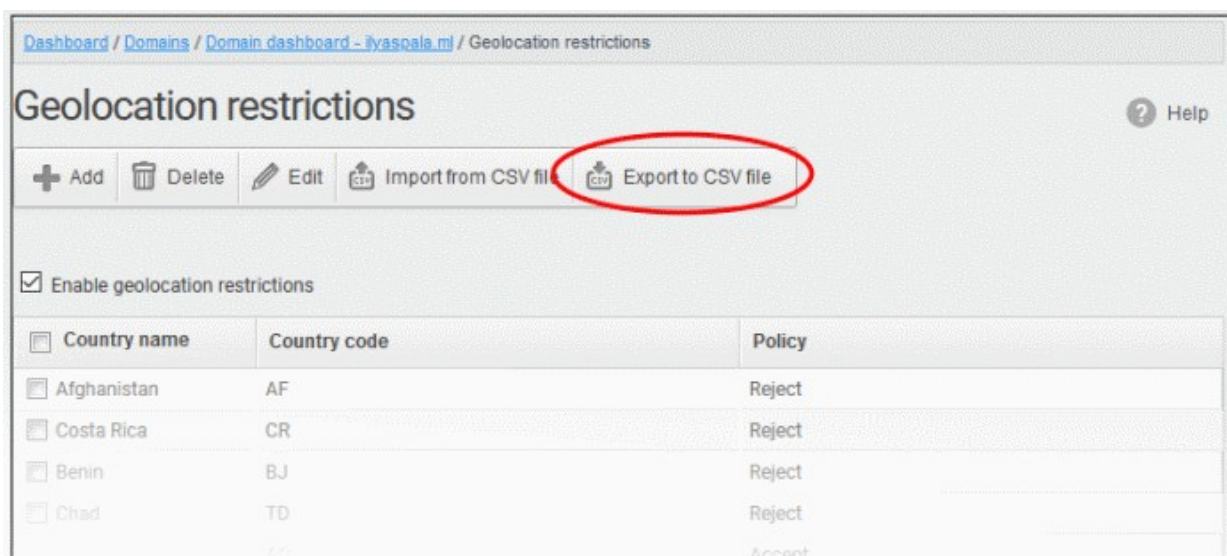 Dashboard / Domains / Domain dashboard - ilyaspala.ml / Geolocation restrictions
Geolocation restrictions
? Help
Add Delete Edit CSV Import from CSV file CSV Export to CSV file
Enable geolocation restrictions
Country name Country code Policy
Afghanistan AF Reject
Costa Rica CR Reject
Benin BJ Reject
Chad TD Reject
Accept